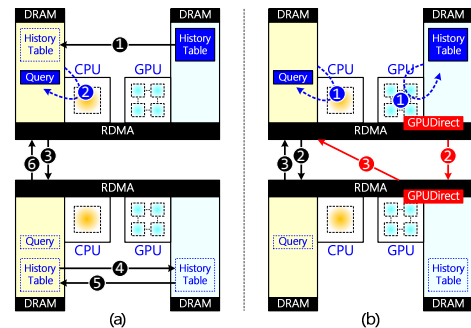 DRAM
DRAM
History
Table
1
History
Table
Query
CPU
GPU
2
RDMA
6
3
RDMA
CPU
GPU
Query
History
Table
4
5
History
Table
DRAM
DRAM
(a)
DRAM
DRAM
History
Table
CPU
GPU
Query
1
1
GPUDirect
RDMA
3
2
3
2
RDMA
GPUDirect
CPU
GPU
Query
History
Table
DRAM
DRAM
(b)